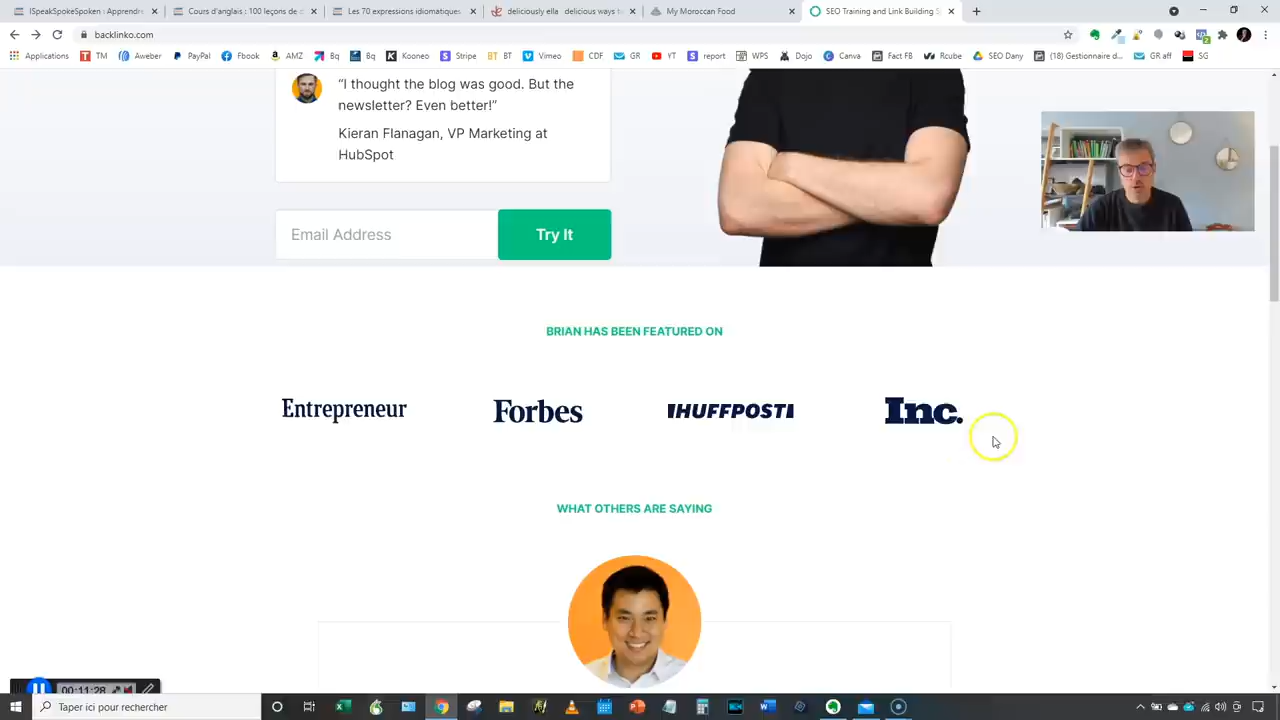 ISpeakSpokeSpoken - Apprendre
Cours d'anglais : 100 leçons de c
Les 70 expressions idiomatiques
deliciously ella delicious ways t
My Moroccan Food
SEO Training and Link Building S
backlinko.com
Applications
TM
Aweber
PayPal
Fbook
AMZ
Bq
Bq
Koko
Stripe
BT
Vimeo
CDF
GR
YT
report
WPS
Dojo
Canva
Fact FB
Rcube
SEO Dany
(18) Gestionnaire d...
GR aff
SG
“I thought the blog was good. But the
newsletter? Even better!”
Kieran Flanagan, VP Marketing at
HubSpot
Email Address
Try It
BRIAN HAS BEEN FEATURED ON
Entrepreneur
Forbes
IHUFFPOSTI
Inc.
WHAT OTHERS ARE SAYING
00:11:28
Taper ici pour rechercher